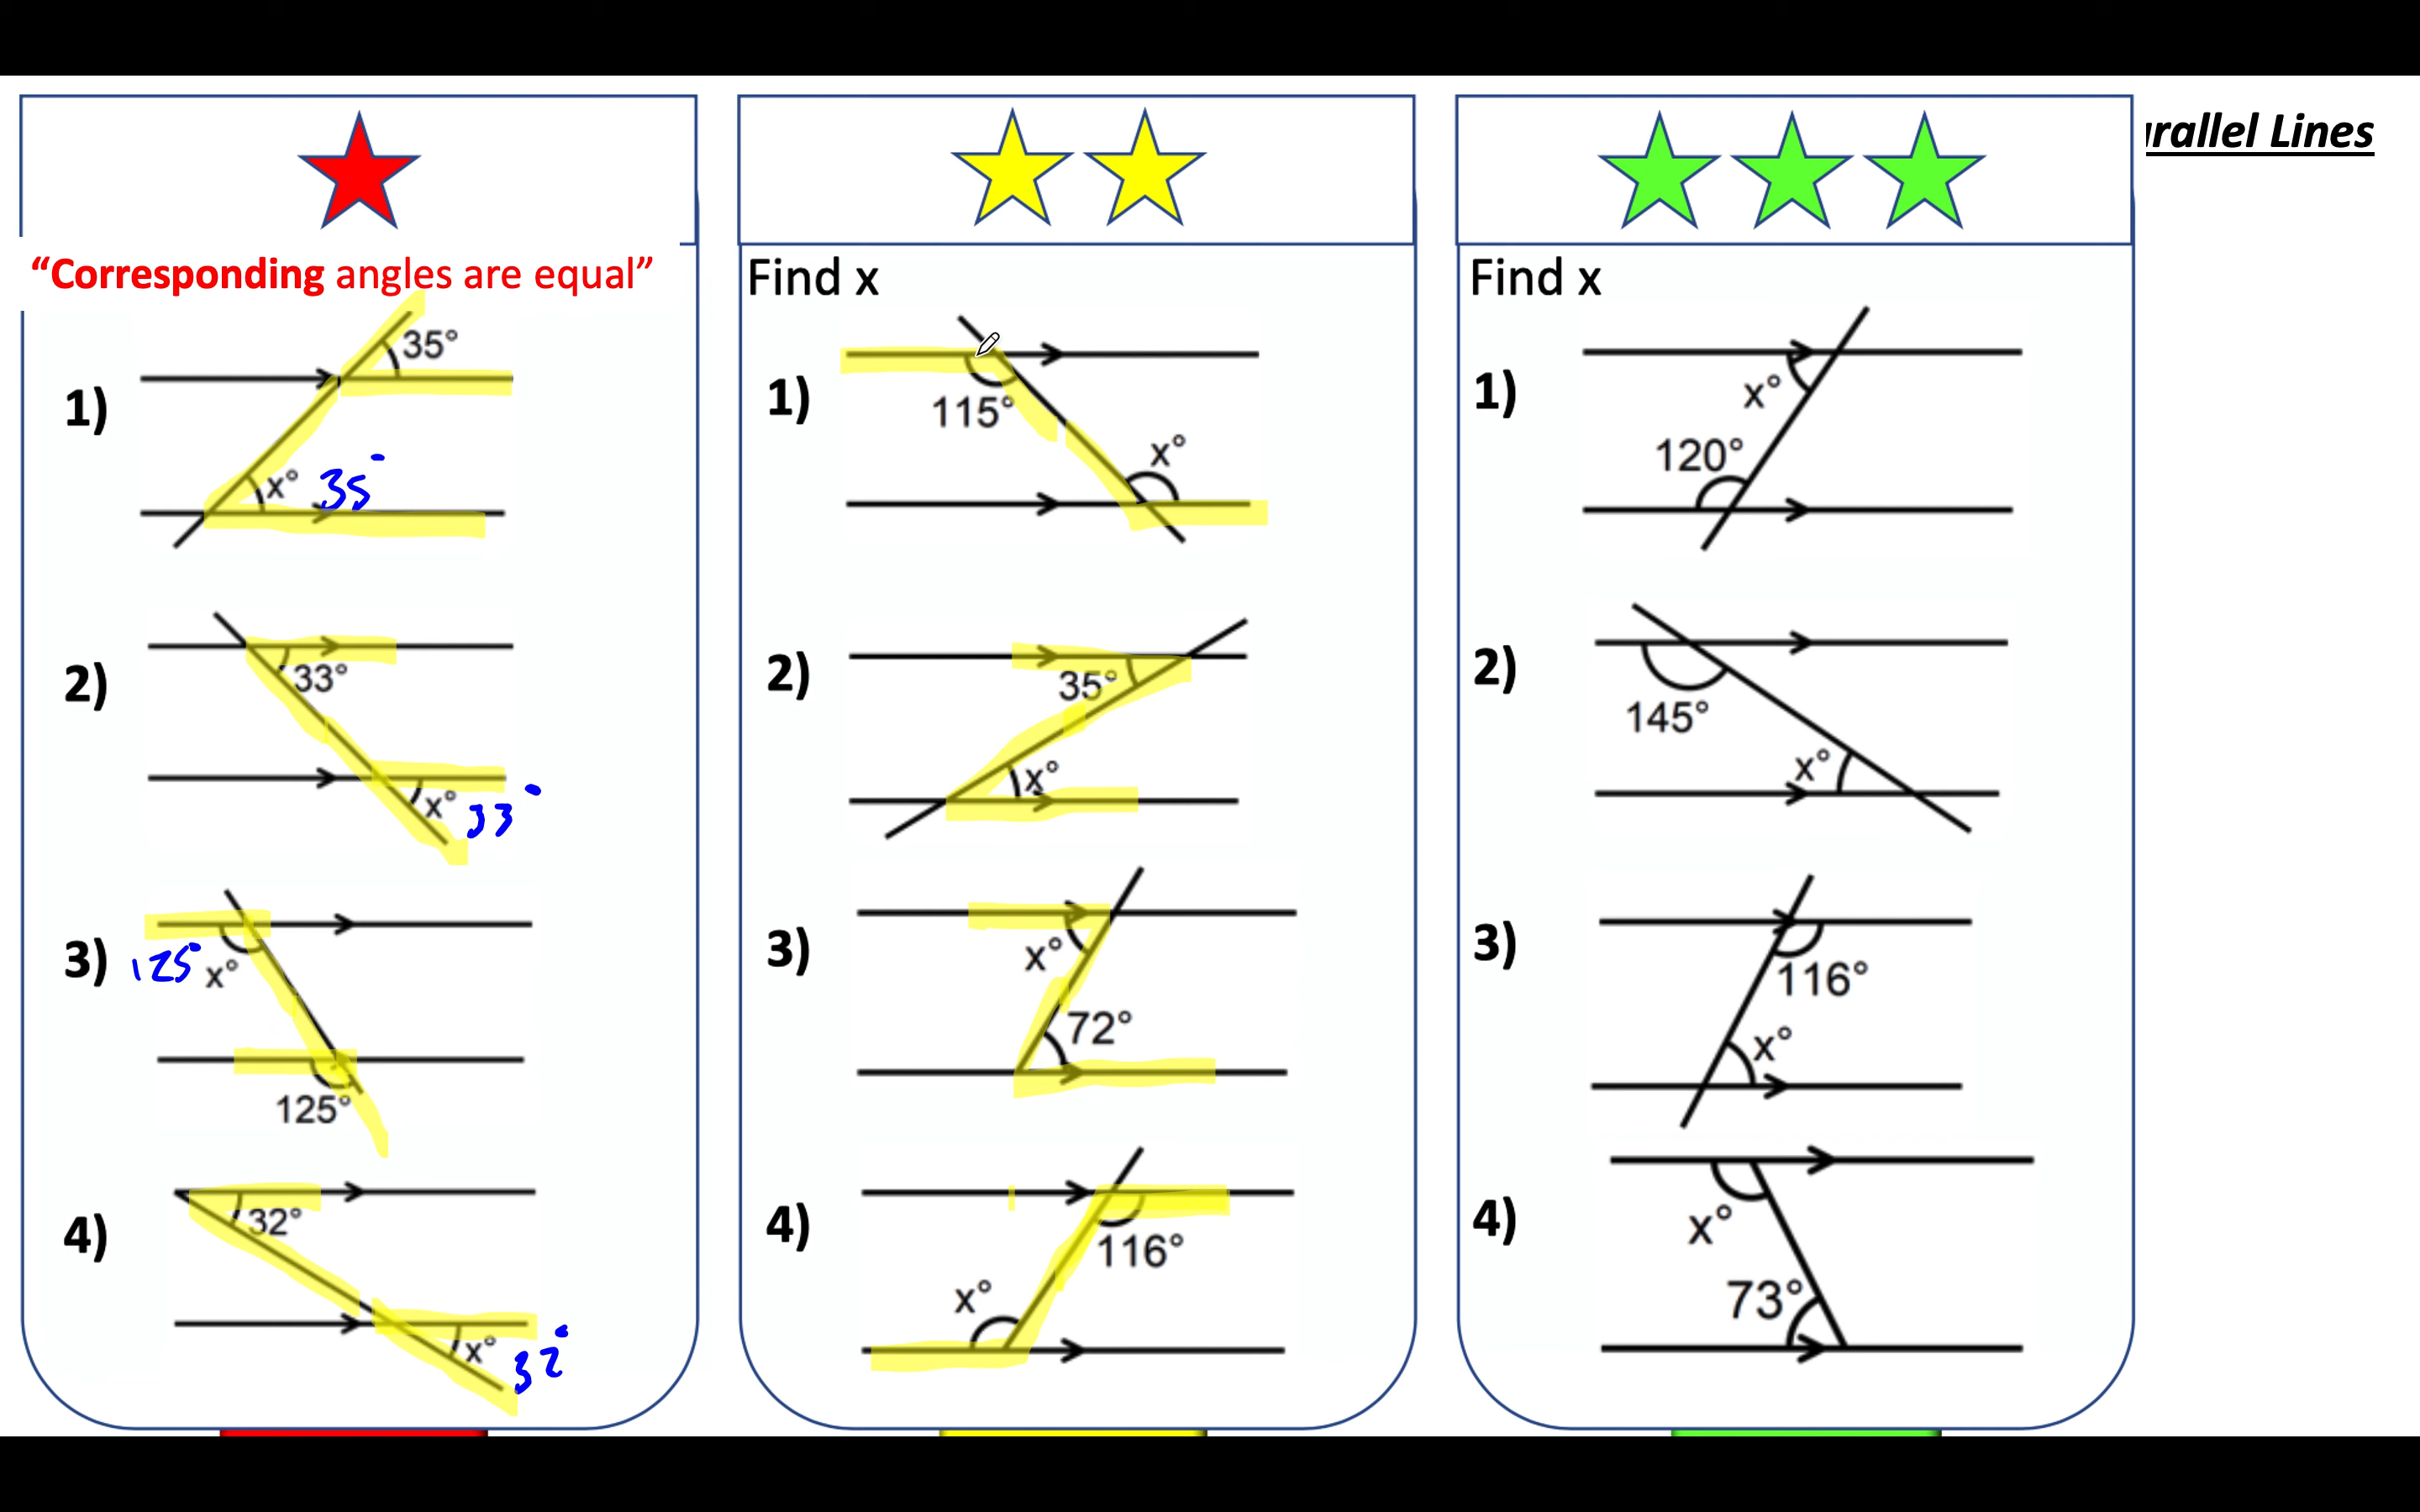 rallel Lines
“Corresponding angles are equal”
1)
35°
x° 35°
2)
33°
x° 33°
3)
125° x°
125°
4)
32°
x° 32°
Find x
1)
115°
x°
2)
35°
x°
3)
x°
72°
4)
116°
x°
Find x
1)
x°
120°
2)
145°
x°
3)
116°
x°
4)
x°
73°